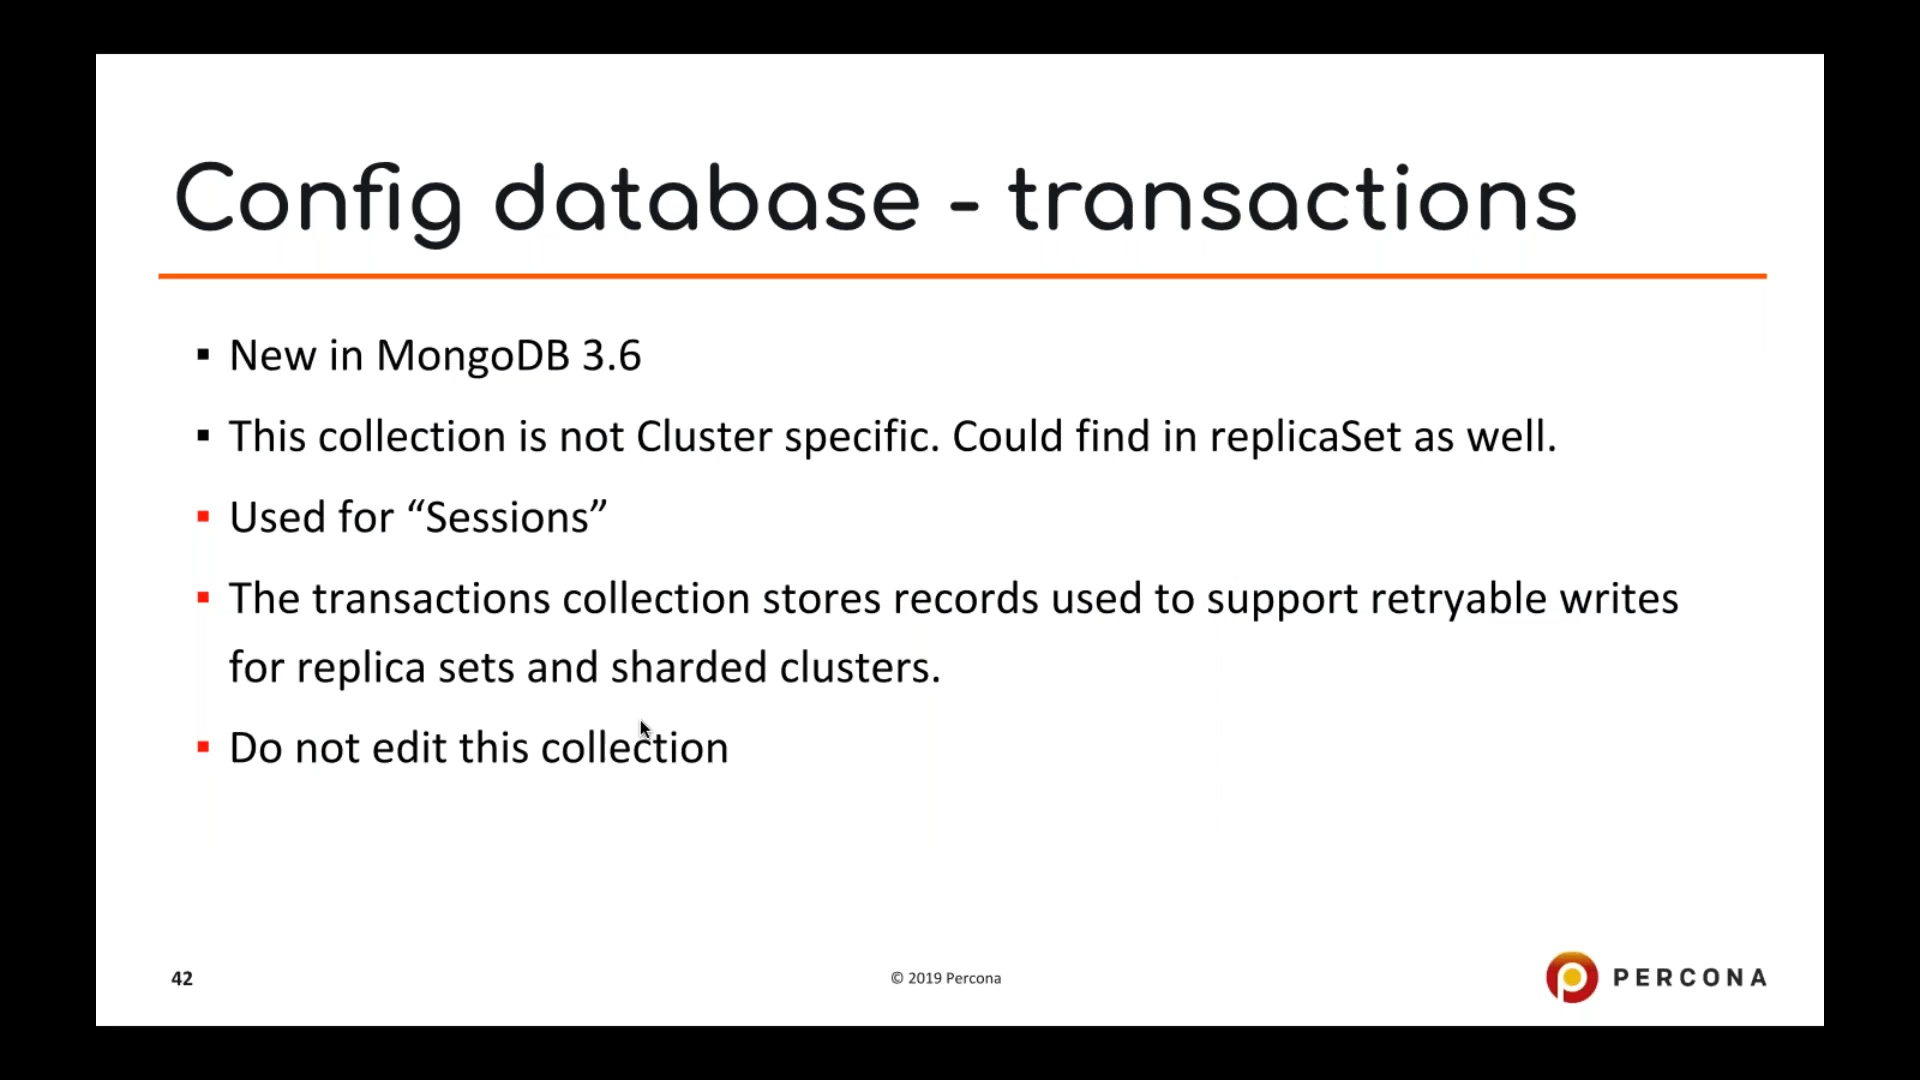 Config database - transactions
▪ New in MongoDB 3.6
▪ This collection is not Cluster specific. Could find in replicaSet as well.
▪ Used for “Sessions”
▪ The transactions collection stores records used to support retryable writes
for replica sets and sharded clusters.
▪ Do not edit this collection
42
© 2019 Percona
PERCONA